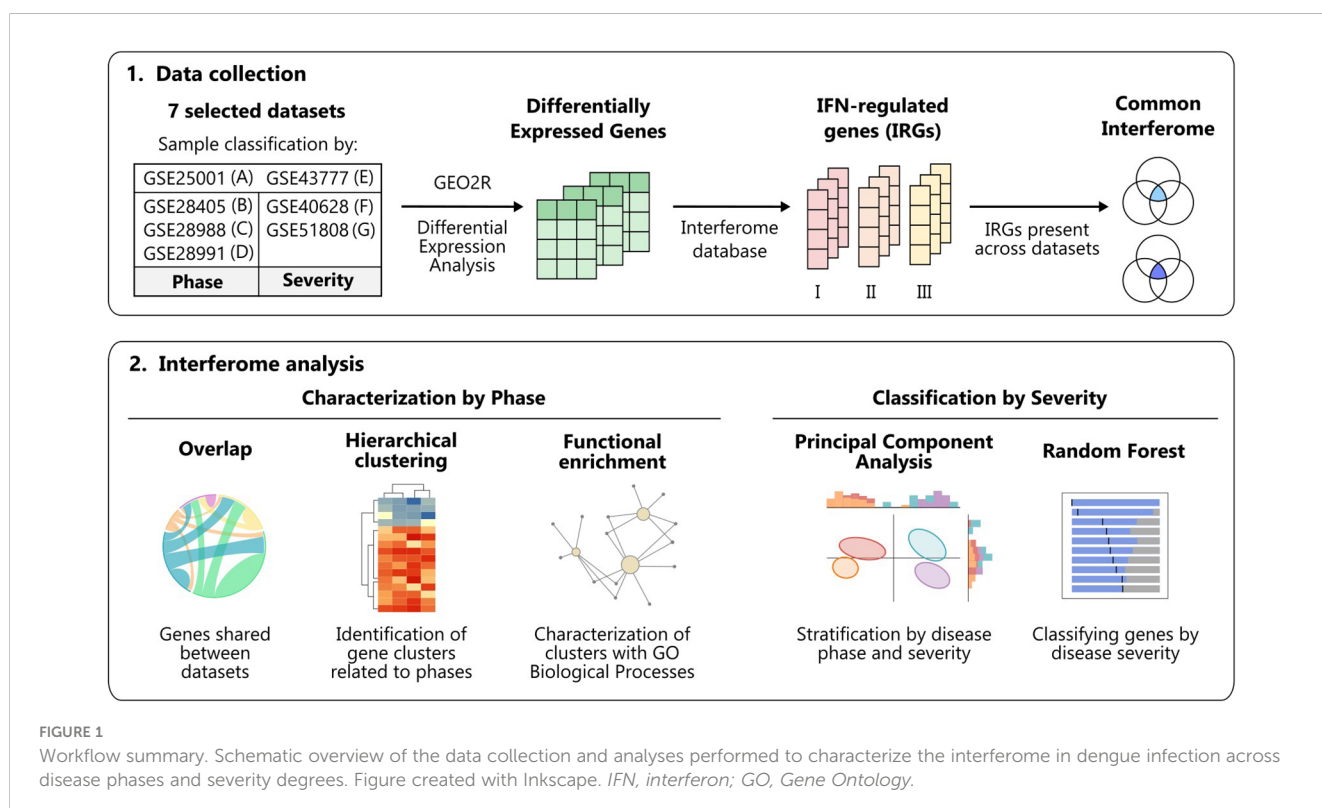 1. Data collection
7 selected datasets
Sample classification by:
GSE25001 (A) GSE43777 (E)
GSE28405 (B) GSE40628 (F)
GSE28988 (C) GSE51808 (G)
GSE28991 (D)
Phase Severity
GEO2R
Differential
Expression
Analysis
Differentially
Expressed Genes
Interferome
database
IFN-regulated
genes (IRGs)
I II III
IRGs present
across datasets
Common
Interferome
2. Interferome analysis
Characterization by Phase
Overlap
Genes shared
between
datasets
Hierarchical
clustering
Identification of
gene clusters
related to phases
Functional
enrichment
Characterization of
clusters with GO
Biological Processes
Classification by Severity
Principal Component
Analysis
Stratification by disease
phase and severity
Random Forest
Classifying genes by
disease severity
FIGURE 1
Workflow summary. Schematic overview of the data collection and analyses performed to characterize the interferome in dengue infection across
disease phases and severity degrees. Figure created with Inkscape. IFN, interferon; GO, Gene Ontology.